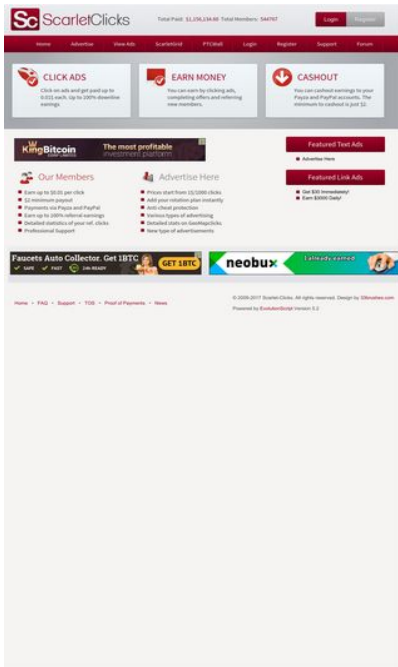 Sc ScarletClicks
Total Paid: $1,156,134.60 Total Members: 544767
Login Register
Home Advertise View Ads ScarletGrid PTCWall Login Register Support Forum
CLICK ADS
Click on ads and get paid up to
0.01$ each. Up to 100% downline
earnings.
EARN MONEY
You can earn by clicking ads,
completing offers and referring
new members.
CASHOUT
You can cashout earnings to your
Payza and PayPal accounts. The
minimum to cashout is just $2.
KingBitcoin
The most profitable
investment platform
Featured Text Ads
Advertise Here
Featured Link Ads
Get $30 Immediately!
Earn $9350 Daily!
Our Members
Earn up to $0.01 per click
$2 minimum payout
Payments via Payza and PayPal
Earn up to 100% referral earnings
Detailed statistics of your ref. clicks
Professional Support
Advertise Here
Prices start from 1$/1000 clicks
Add your rotation plan instantly
Anti-cheat protection
Various types of advertising
Detailed stats on GeoMapclicks
New type of advertisements
Faucets Auto Collector. Get 1BTC
SAFE FAST 24h READY
GET 1BTC
neobux
I already earned
Home • FAQ • Support • TOS • Proof of Payments • News
© 2009-2017 Scarlet-Clicks. All rights reserved. Design by
Powered by EvolutionScript Version 5.2